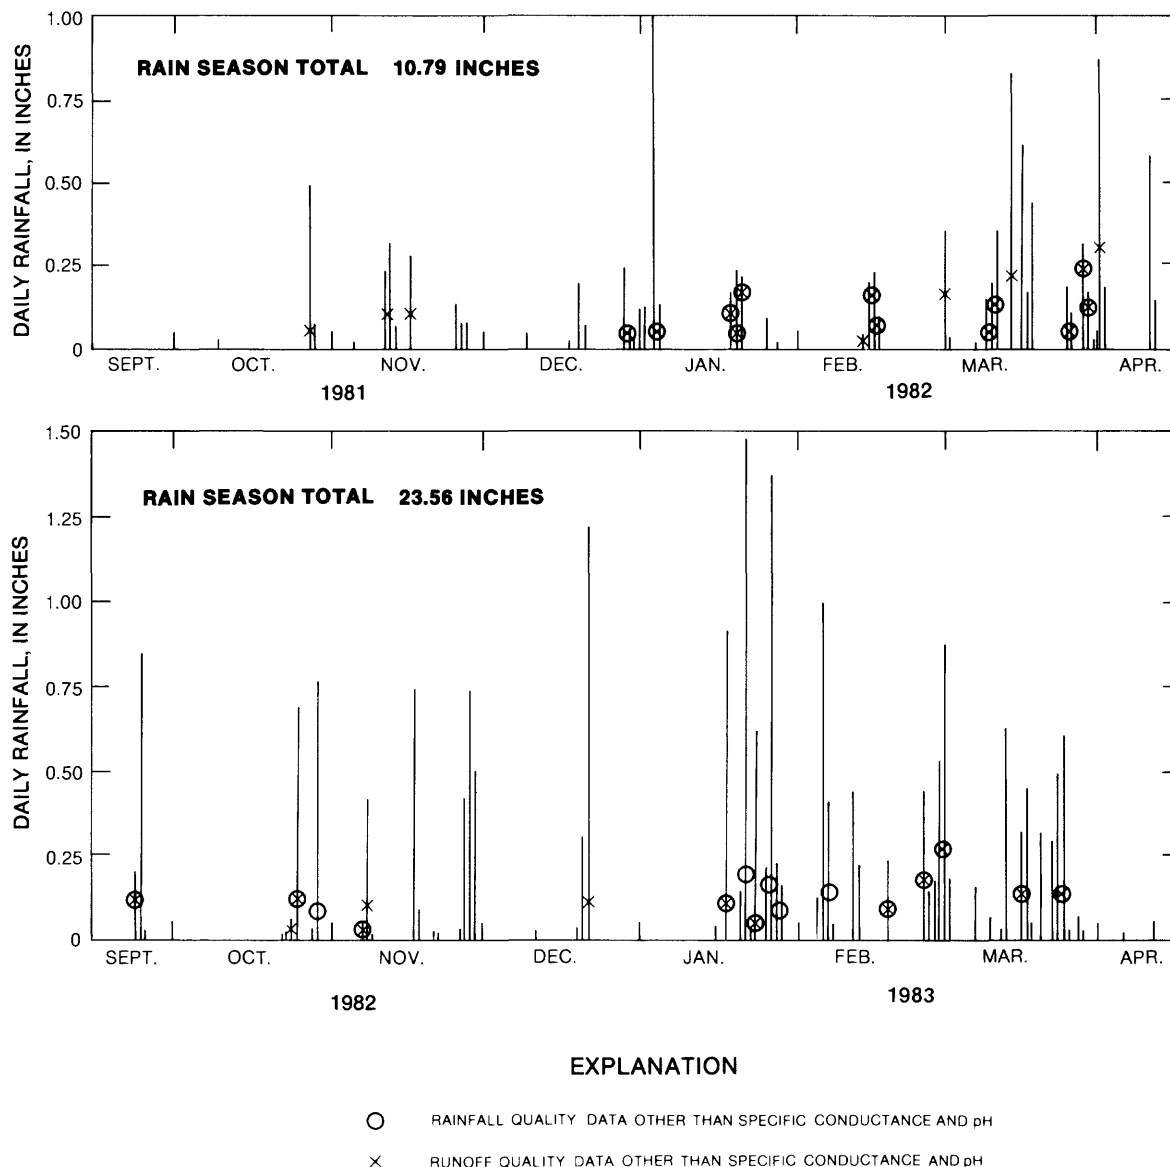 1.00
RAIN SEASON TOTAL 10.79 INCHES
0.75
0.50
0.25
0
DAILY RAINFALL, IN INCHES
SEPT. OCT. NOV. DEC. JAN. FEB. MAR. APR.
1981 1982
1.50
RAIN SEASON TOTAL 23.56 INCHES
1.25
1.00
0.75
0.50
0.25
0
DAILY RAINFALL, IN INCHES
SEPT. OCT. NOV. DEC. JAN. FEB. MAR. APR.
1982 1983
EXPLANATION
RAINFALL QUALITY DATA OTHER THAN SPECIFIC CONDUCTANCE AND pH
RUNOFF QUALITY DATA OTHER THAN SPECIFIC CONDUCTANCE AND pH